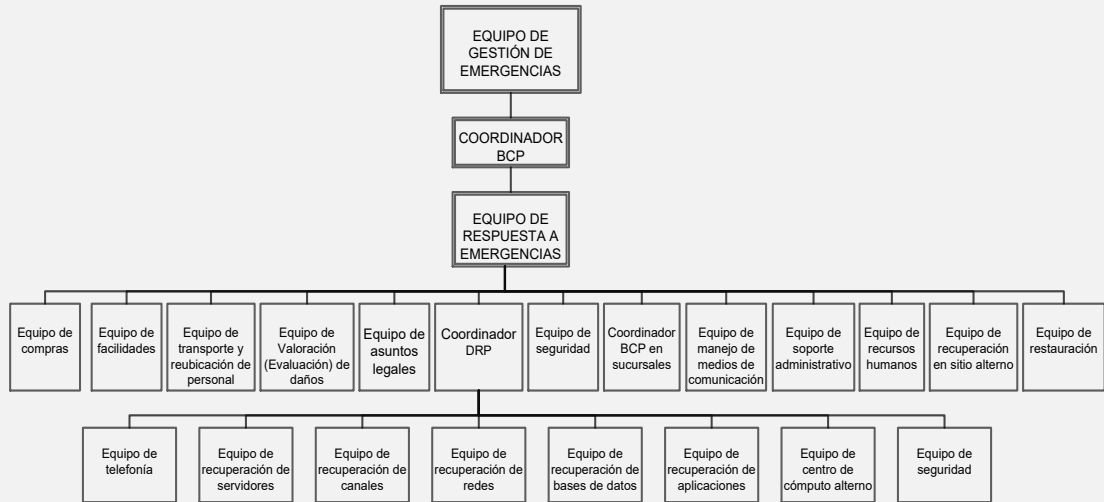 EQUIPO DE
GESTIÓN DE
EMERGENCIAS
COORDINADOR
BCP
EQUIPO DE
RESPUESTA A
EMERGENCIAS
Equipo de
compras
Equipo de
facilidades
Equipo de
transporte y
reubicación de
personal
Equipo de
Valoración
(Evaluación) de
daños
Equipo de
asuntos
legales
Coordinador
DRP
Equipo de
seguridad
Coordinador
BCP en
sucursales
Equipo de
manejo de
medios de
comunicación
Equipo de
soporte
administrativo
Equipo de
recursos
humanos
Equipo de
recuperación
en sitio alterno
Equipo de
restauración
Equipo de
telefonía
Equipo de
recuperación de
servidores
Equipo de
recuperación de
canales
Equipo de
recuperación de
redes
Equipo de
recuperación de
bases de datos
Equipo de
recuperación de
aplicaciones
Equipo de
centro de
cómputo alterno
Equipo de
seguridad